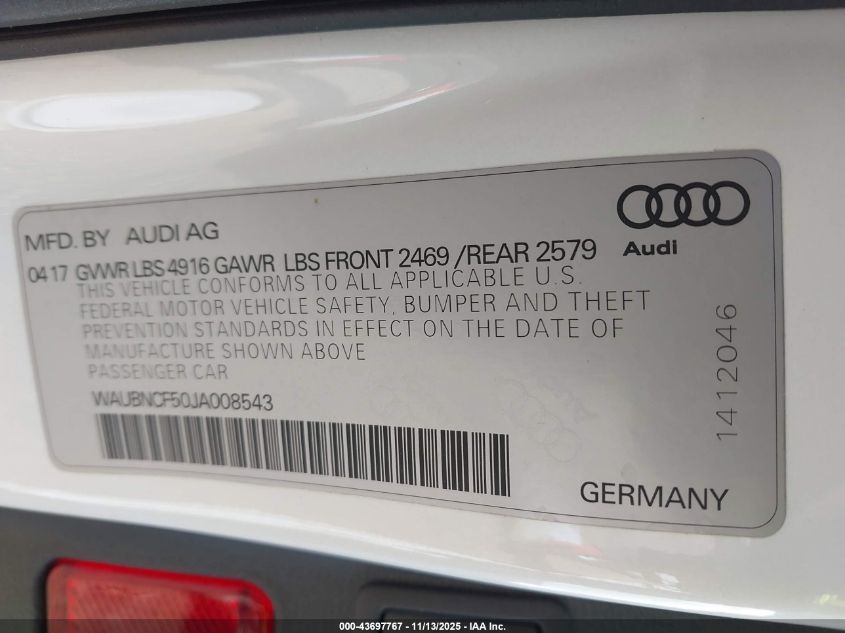 MFD. BY AUDI AG
Audi
04 17 GVWR LBS 4916 GAWR LBS FRONT 2469 /REAR 2579
THIS VEHICLE CONFORMS TO ALL APPLICABLE U.S.
FEDERAL MOTOR VEHICLE SAFETY, BUMPER AND THEFT
PREVENTION STANDARDS IN EFFECT ON THE DATE OF
MANUFACTURE SHOWN ABOVE
PASSENGER CAR
WAUBNCF50JA008543
1412046
GERMANY
000-43697767 - 11/13/2025 - IAA Inc.